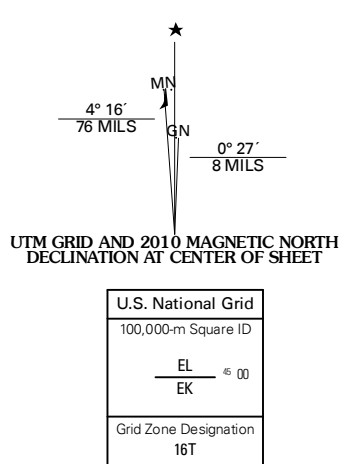 MN
4° 16´
76 MILS
GN
0° 27´
8 MILS
UTM GRID AND 2010 MAGNETIC NORTH
DECLINATION AT CENTER OF SHEET
U.S. National Grid
100,000-m Square ID
EL
45 00
EK
Grid Zone Designation
16T